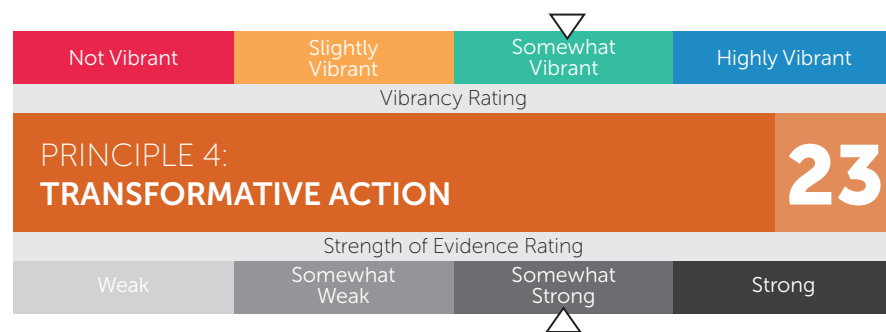 Not Vibrant
Slightly
Vibrant
Somewhat
Vibrant
Highly Vibrant
Vibrancy Rating
PRINCIPLE 4:
TRANSFORMATIVE ACTION
23
Strength of Evidence Rating
Weak
Somewhat
Weak
Somewhat
Strong
Strong